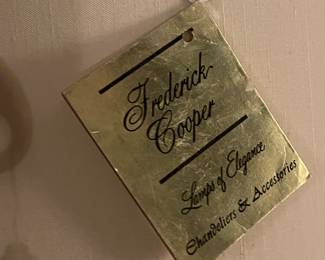 Frederick
Cooper
Lamps of Elegance
Chandeliers & Accessories